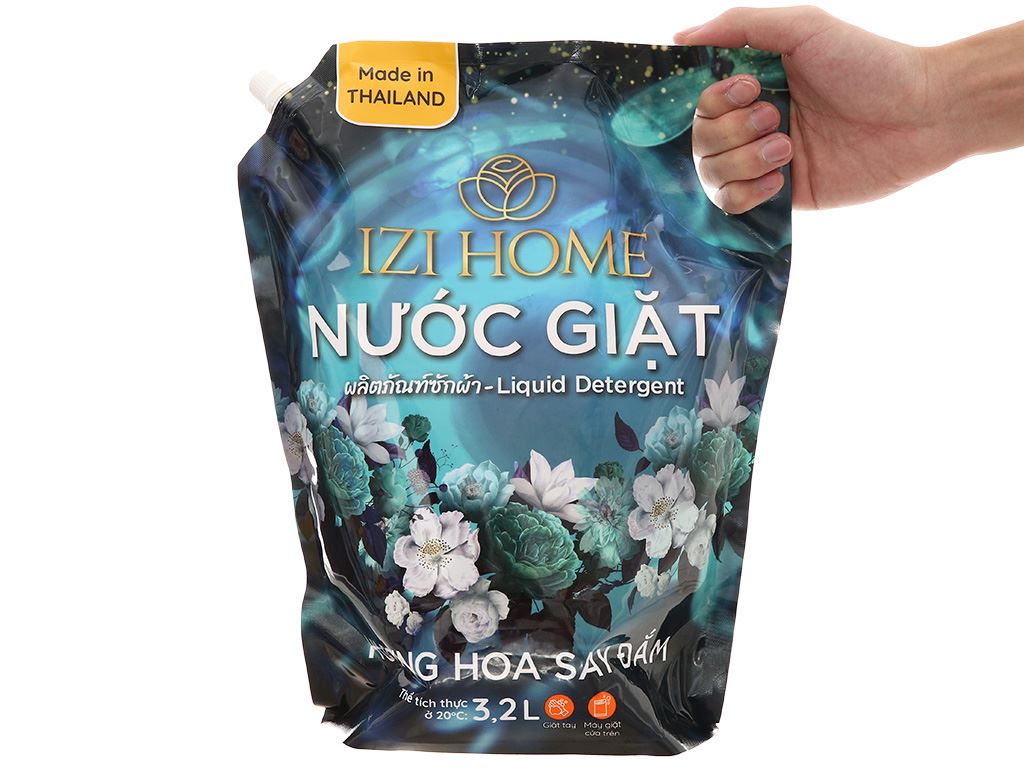 Made in
THAILAND
IZI HOME
NƯỚC GIẶT
ผลิตภัณฑ์ซักผ้า - Liquid Detergent
HOA SAY ĐẮM
Thể tích thực
ở 20°C: 3,2 L
Giặt tay
Máy giặt
cửa trên